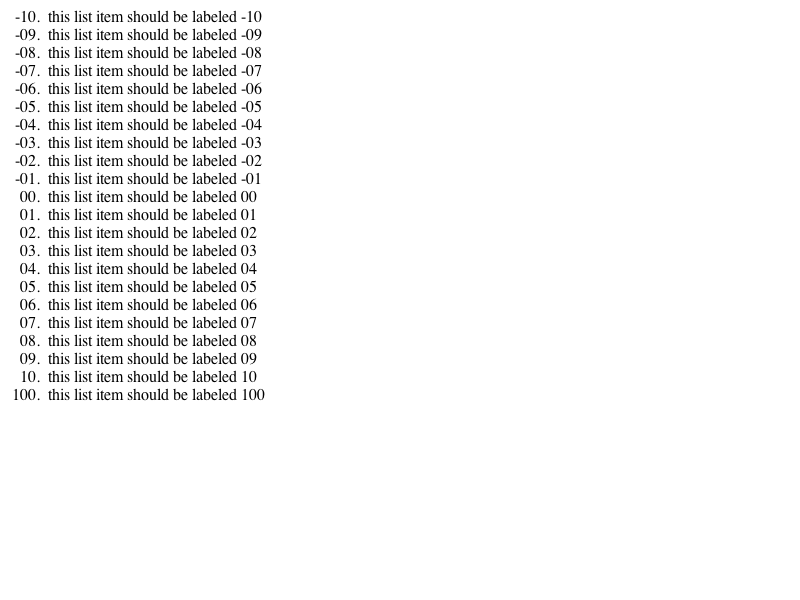 -10. this list item should be labeled -10
-09. this list item should be labeled -09
-08. this list item should be labeled -08
-07. this list item should be labeled -07
-06. this list item should be labeled -06
-05. this list item should be labeled -05
-04. this list item should be labeled -04
-03. this list item should be labeled -03
-02. this list item should be labeled -02
-01. this list item should be labeled -01
00. this list item should be labeled 00
01. this list item should be labeled 01
02. this list item should be labeled 02
03. this list item should be labeled 03
04. this list item should be labeled 04
05. this list item should be labeled 05
06. this list item should be labeled 06
07. this list item should be labeled 07
08. this list item should be labeled 08
09. this list item should be labeled 09
10. this list item should be labeled 10
100. this list item should be labeled 100